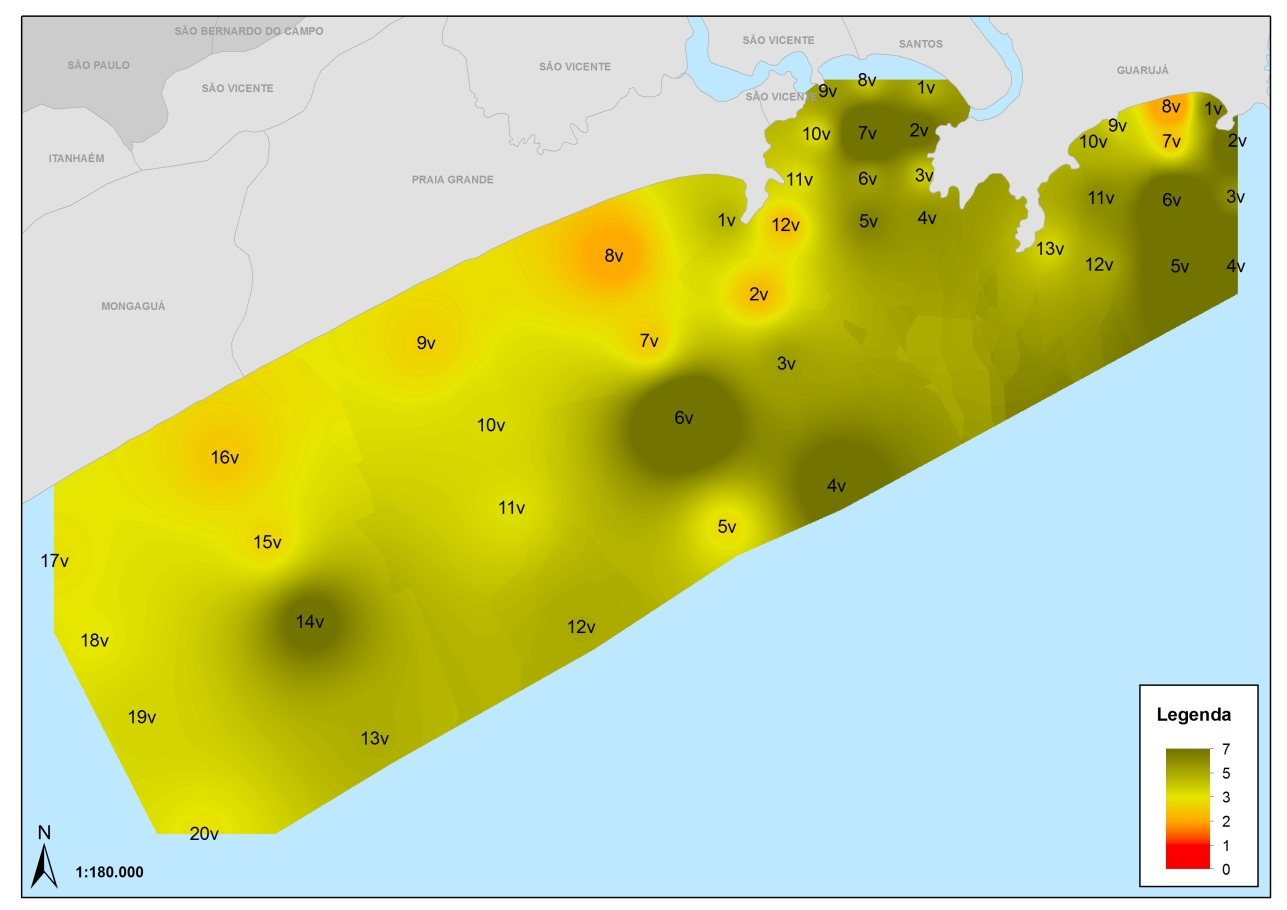 SÃO BERNARDO DO CAMPO
SÃO PAULO
SÃO VICENTE
SÃO VICENTE
SÃO VICENTE
SANTOS
GUARUJÁ
SÃO VICENTE
ITANHAÉM
PRAIA GRANDE
MONGAGUÁ
9v
8v
1v
10v
7v
2v
11v
6v
3v
12v
5v
4v
8v
1v
9v
10v
7v
2v
11v
6v
3v
13v
12v
5v
4v
1v
8v
2v
9v
7v
3v
10v
6v
16v
11v
4v
15v
5v
17v
14v
12v
18v
19v
13v
20v
Legenda
7
5
3
2
1
0
N
1:180.000